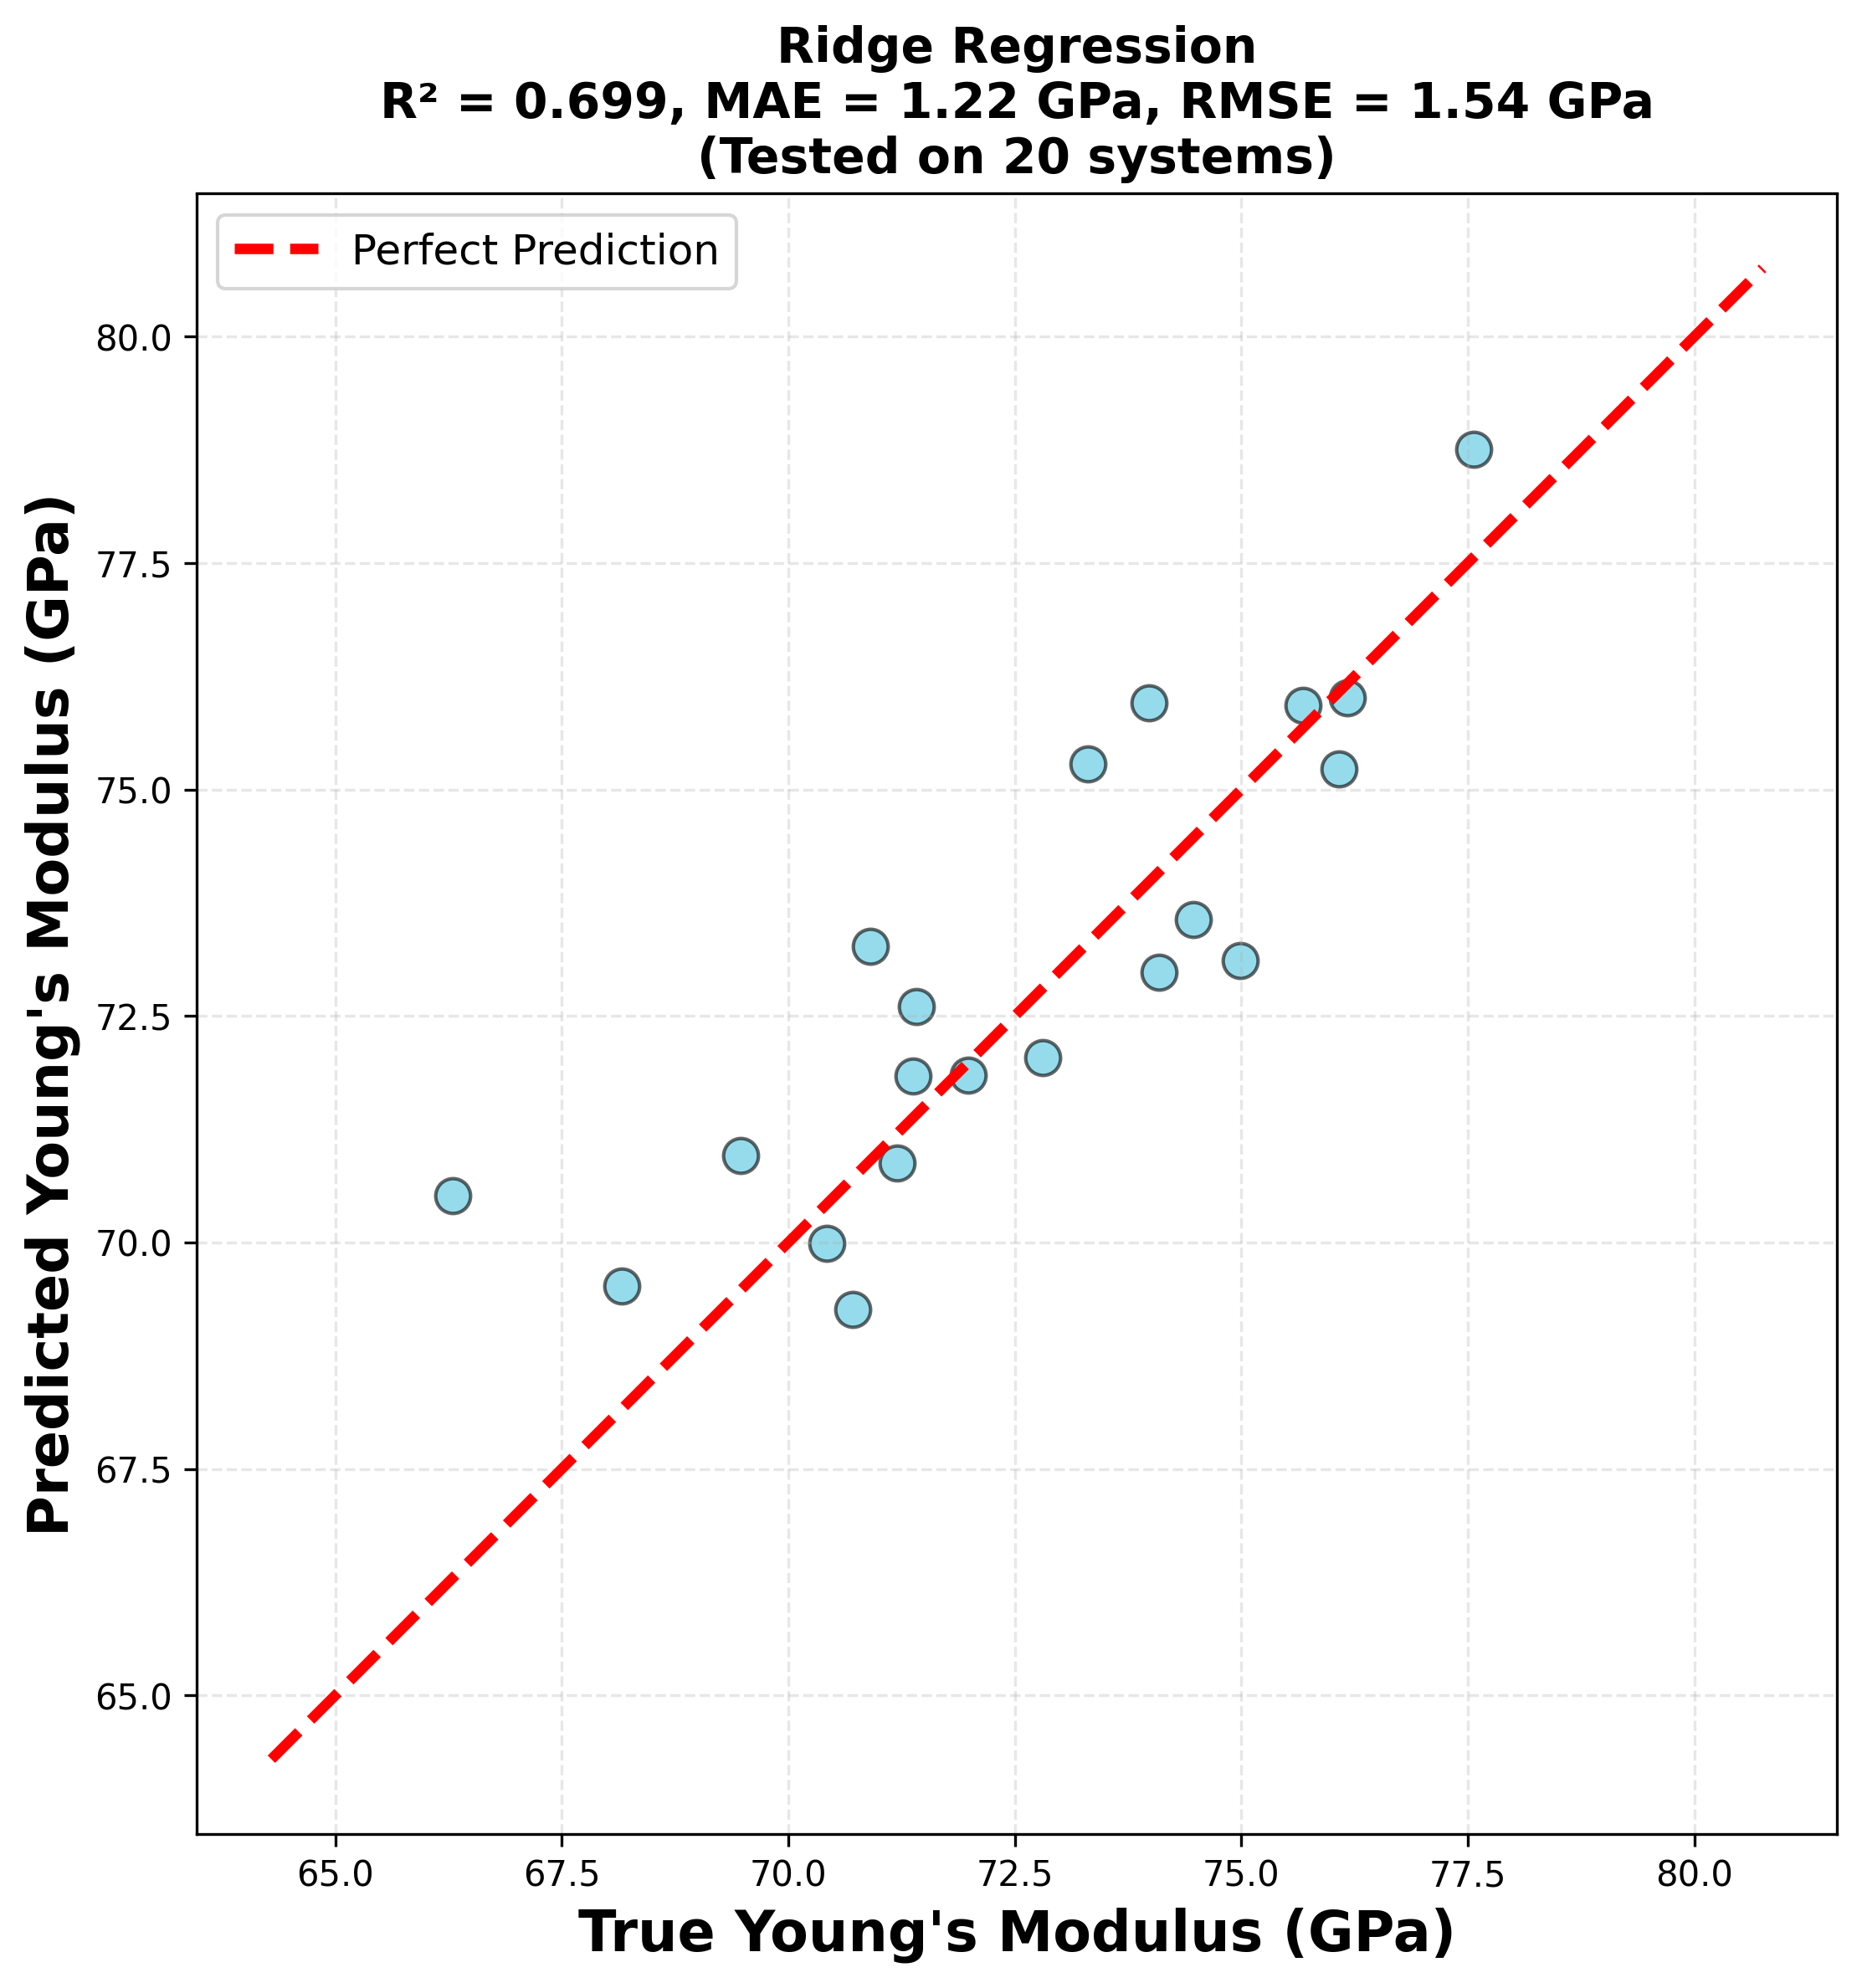 Ridge Regression
R² = 0.699, MAE = 1.22 GPa, RMSE = 1.54 GPa
(Tested on 20 systems)
Perfect Prediction
Predicted Young's Modulus (GPa)
80.0
77.5
75.0
72.5
70.0
67.5
65.0
65.0 67.5 70.0 72.5 75.0 77.5 80.0
True Young's Modulus (GPa)